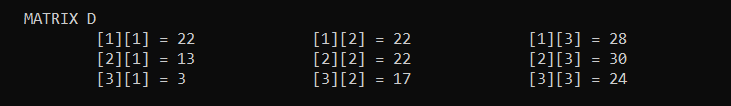 MATRIX D
[1][1] = 22 [1][2] = 22 [1][3] = 28
[2][1] = 13 [2][2] = 22 [2][3] = 30
[3][1] = 3 [3][2] = 17 [3][3] = 24